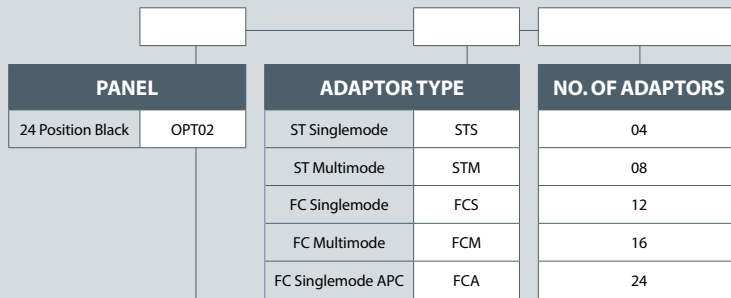 PANEL ADAPTOR TYPE NO. OF ADAPTORS
24 Position Black OPT02 ST Singlemode STS 04
ST Multimode STM 08
FC Singlemode FCS 12
FC Multimode FCM 16
FC Singlemode APC FCA 24